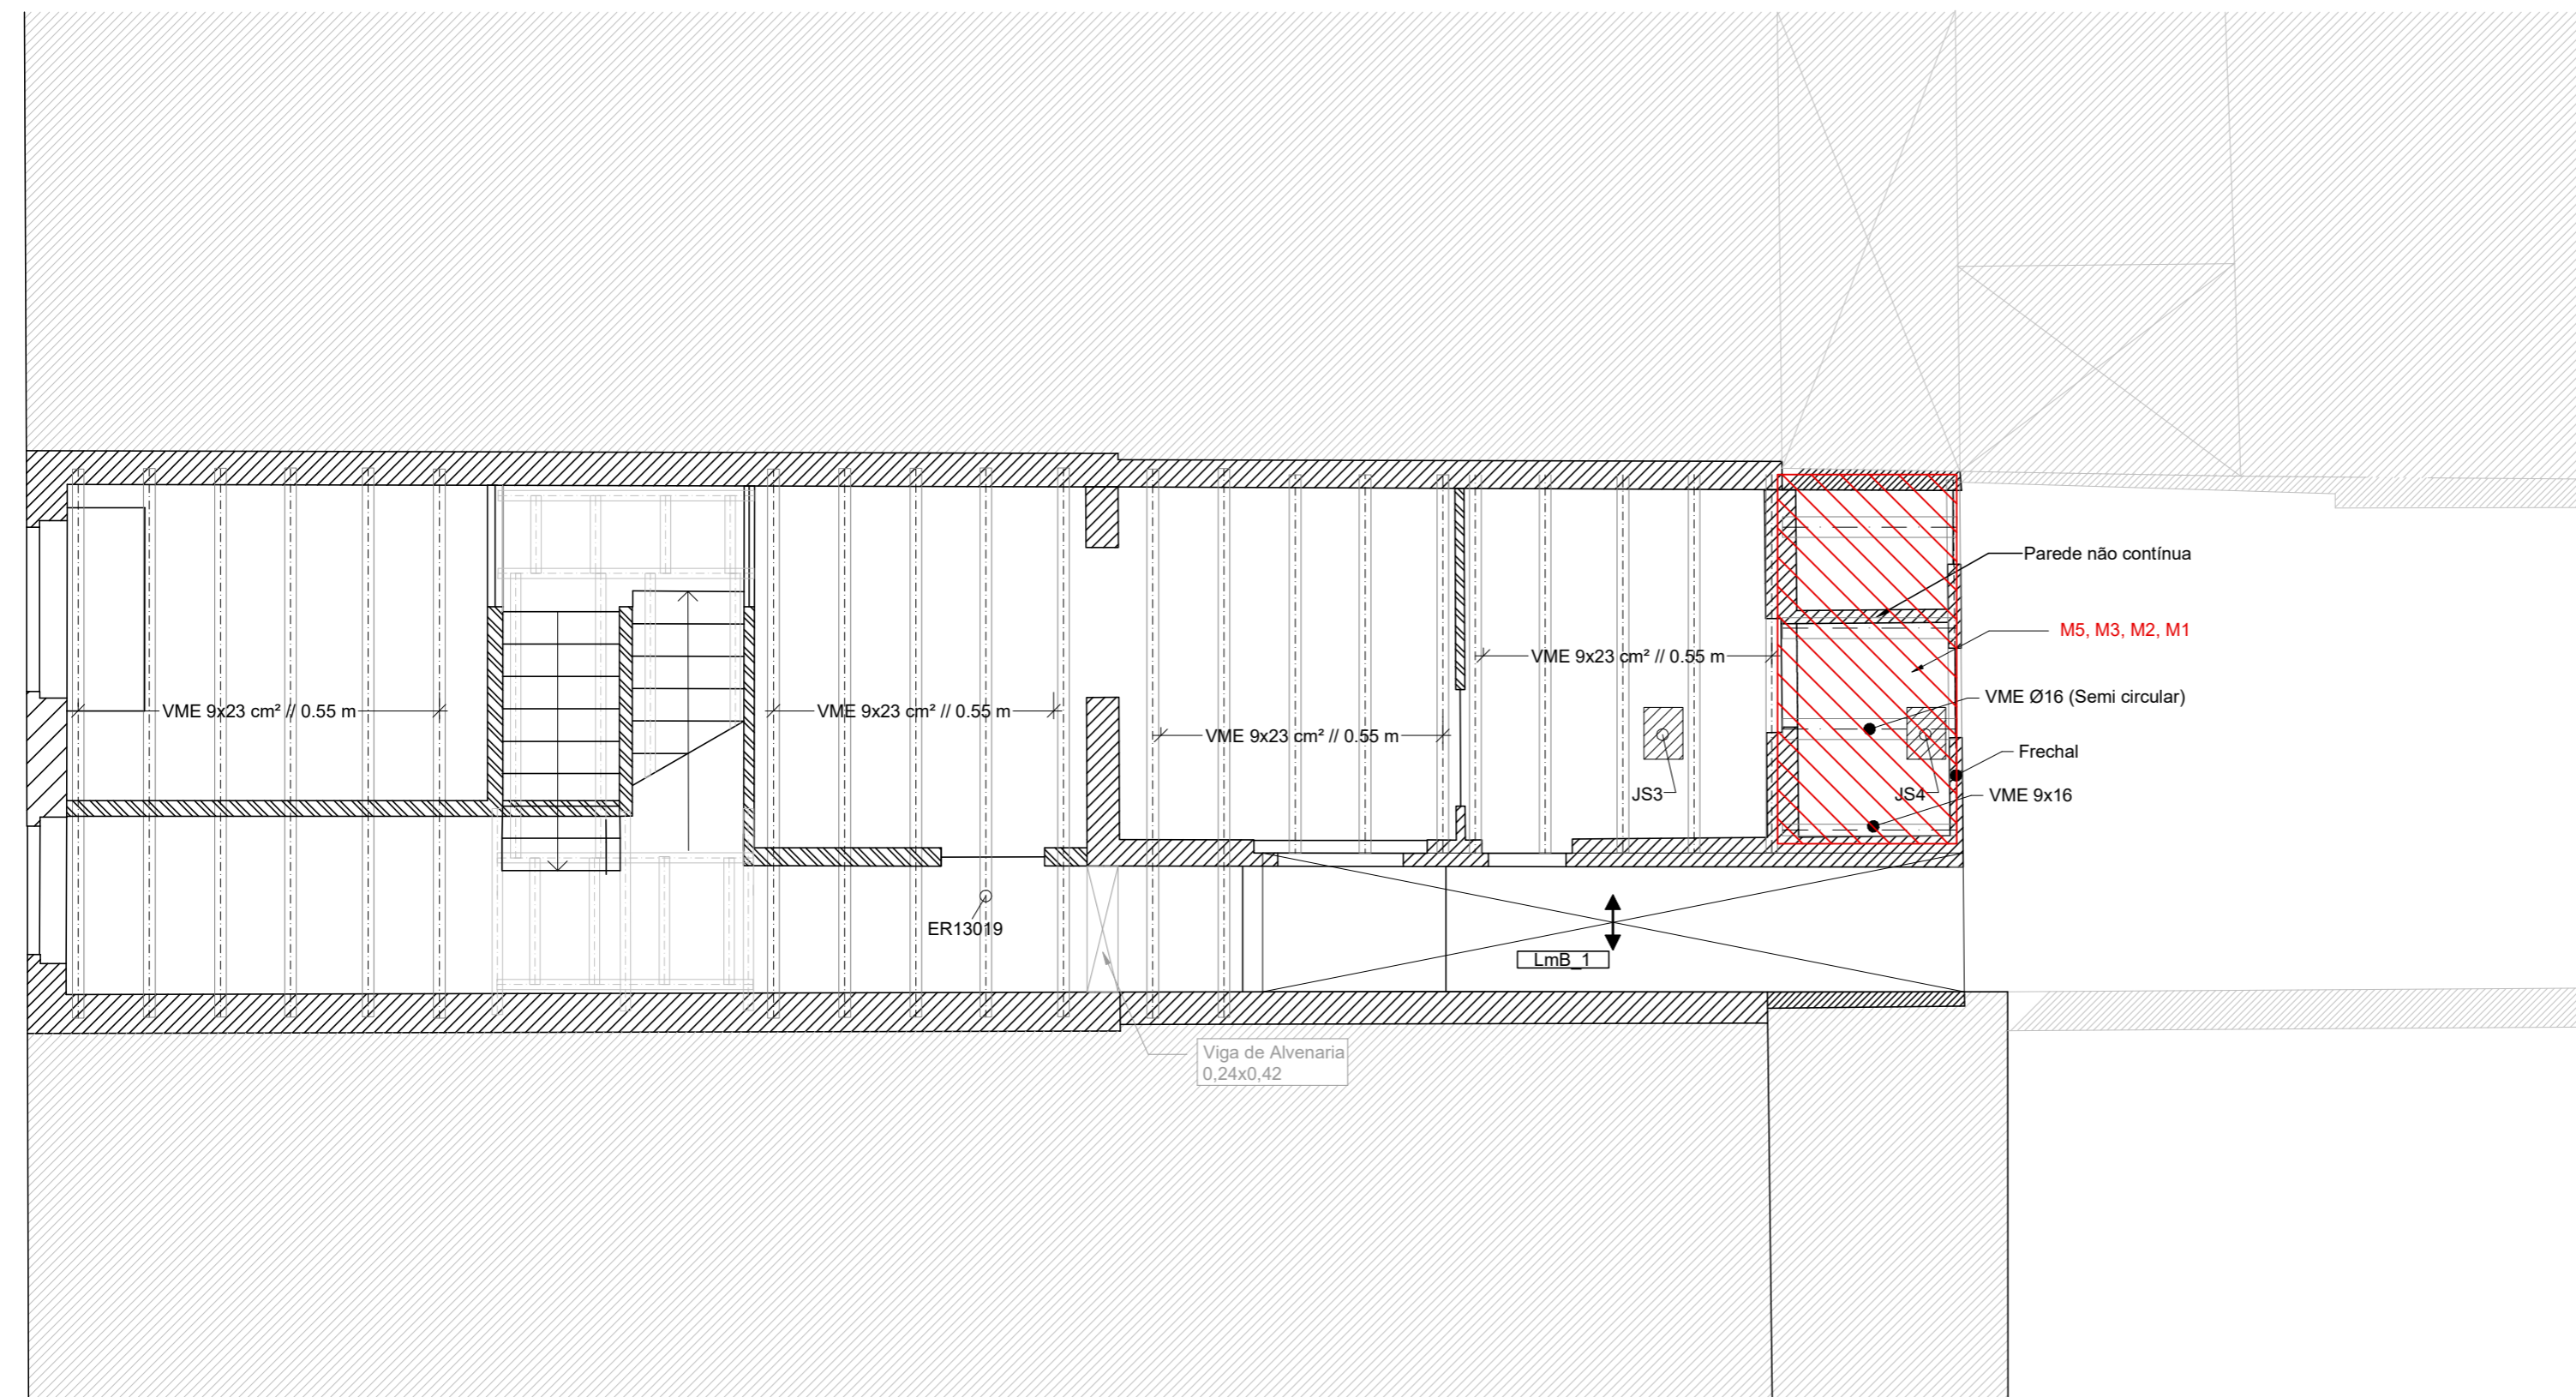 Parede não contínua
M5, M3, M2, M1
VME 9x23 cm² // 0.55 m
VME Ø16 (Semi circular)
VME 9x23 cm² // 0.55 m
VME 9x23 cm² // 0.55 m
VME 9x23 cm² // 0.55 m
Frechal
JS3
JS4
VME 9x16
ER13019
LmB_1
Viga de Alvenaria
0,24x0,42